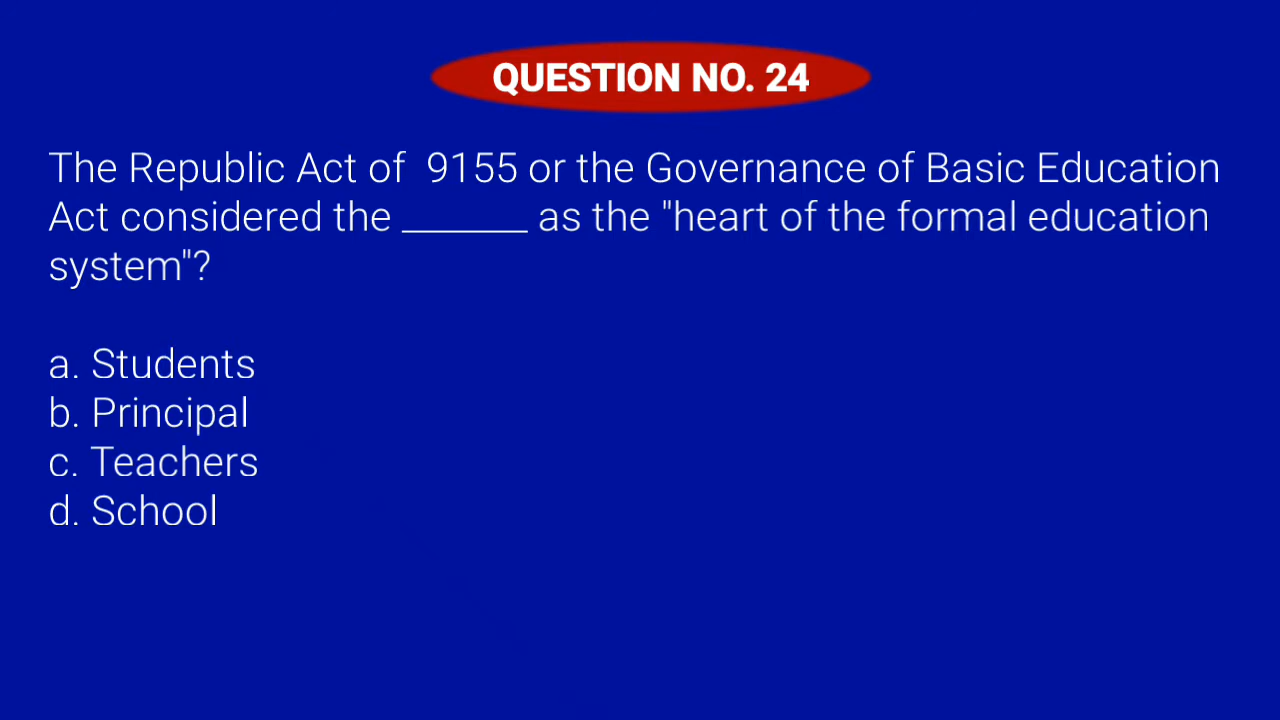 QUESTION NO. 24
The Republic Act of  9155 or the Governance of Basic Education
Act considered the ______ as the "heart of the formal education
system"?
a. Students
b. Principal
c. Teachers
d. School